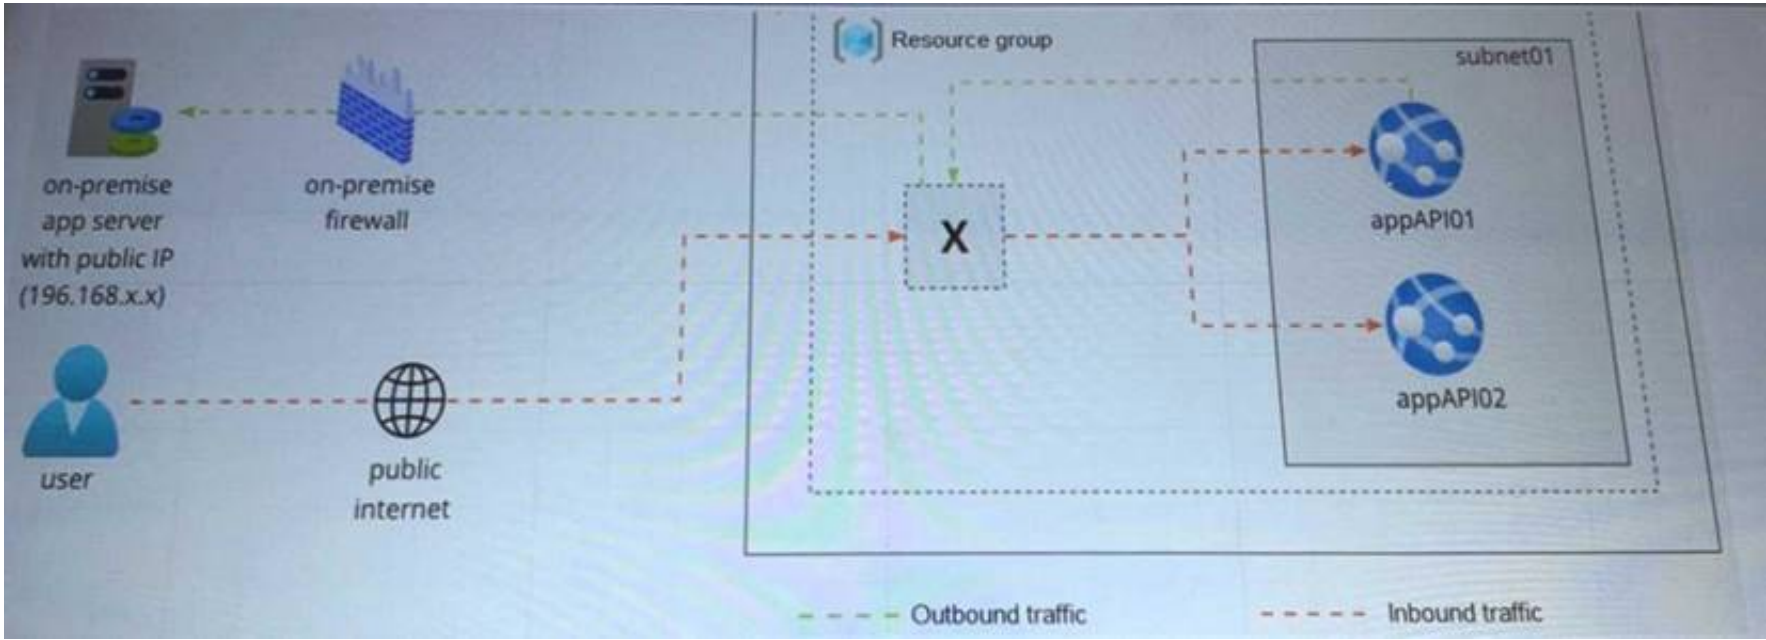 Resource group
subnet01
on-premise
app server
with public IP
(196.168.x.x)
on-premise
firewall
X
appAPI01
appAPI02
user
public
internet
Outbound traffic
Inbound traffic